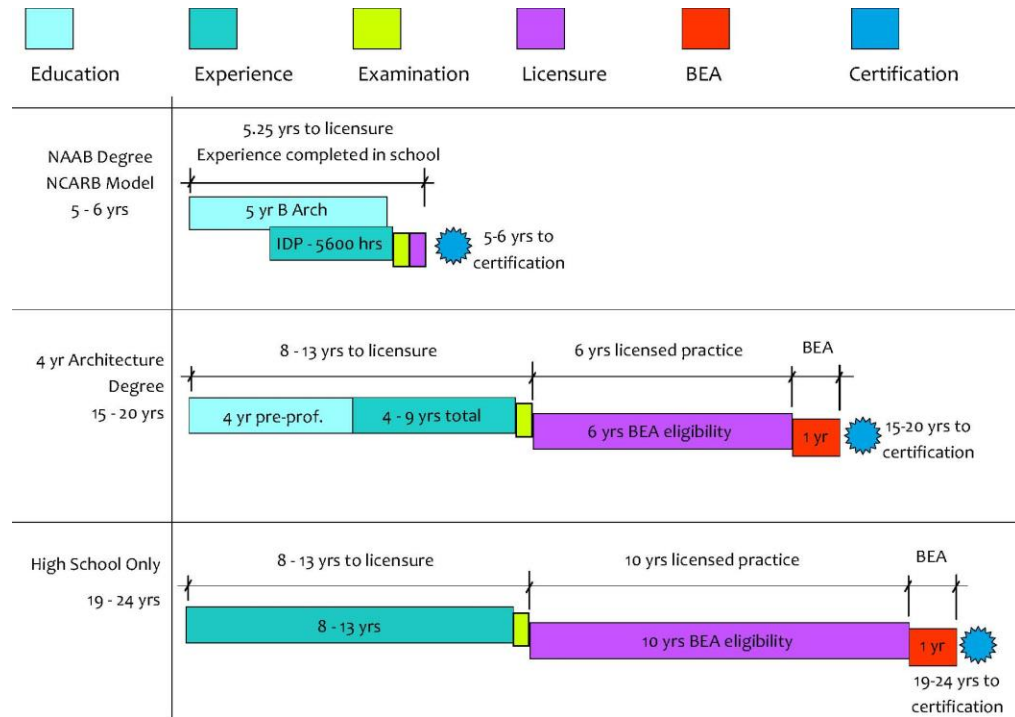 Education Experience Examination Licensure BEA Certification
NAAB Degree
NCARB Model
5 - 6 yrs
5.25 yrs to licensure
Experience completed in school
5 yr B Arch
IDP - 5600 hrs
5-6 yrs to
certification
4 yr Architecture
Degree
15 - 20 yrs
8 - 13 yrs to licensure
6 yrs licensed practice
BEA
4 yr pre-prof.
4 - 9 yrs total
6 yrs BEA eligibility
1 yr
15-20 yrs to
certification
High School Only
19 - 24 yrs
8 - 13 yrs to licensure
10 yrs licensed practice
BEA
8 - 13 yrs
10 yrs BEA eligibility
1 yr
19-24 yrs to
certification